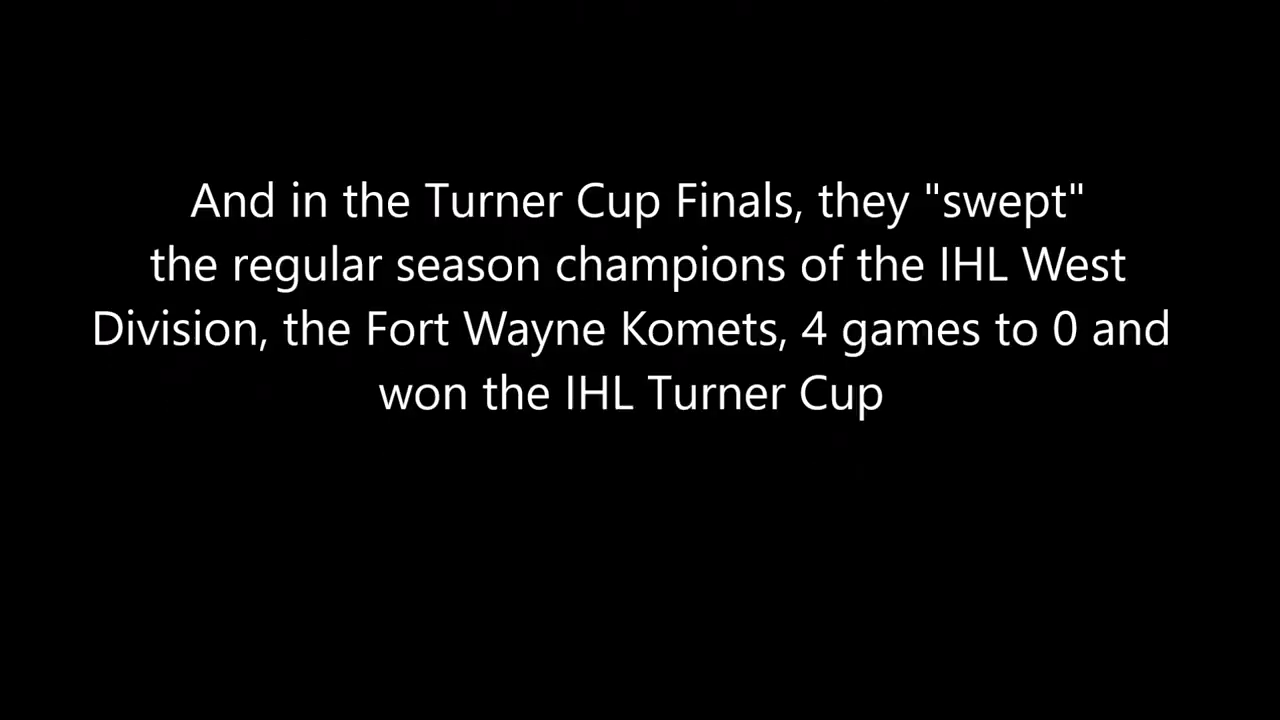 And in the Turner Cup Finals, they "swept"
the regular season champions of the IHL West
Division, the Fort Wayne Komets, 4 games to 0 and
won the IHL Turner Cup